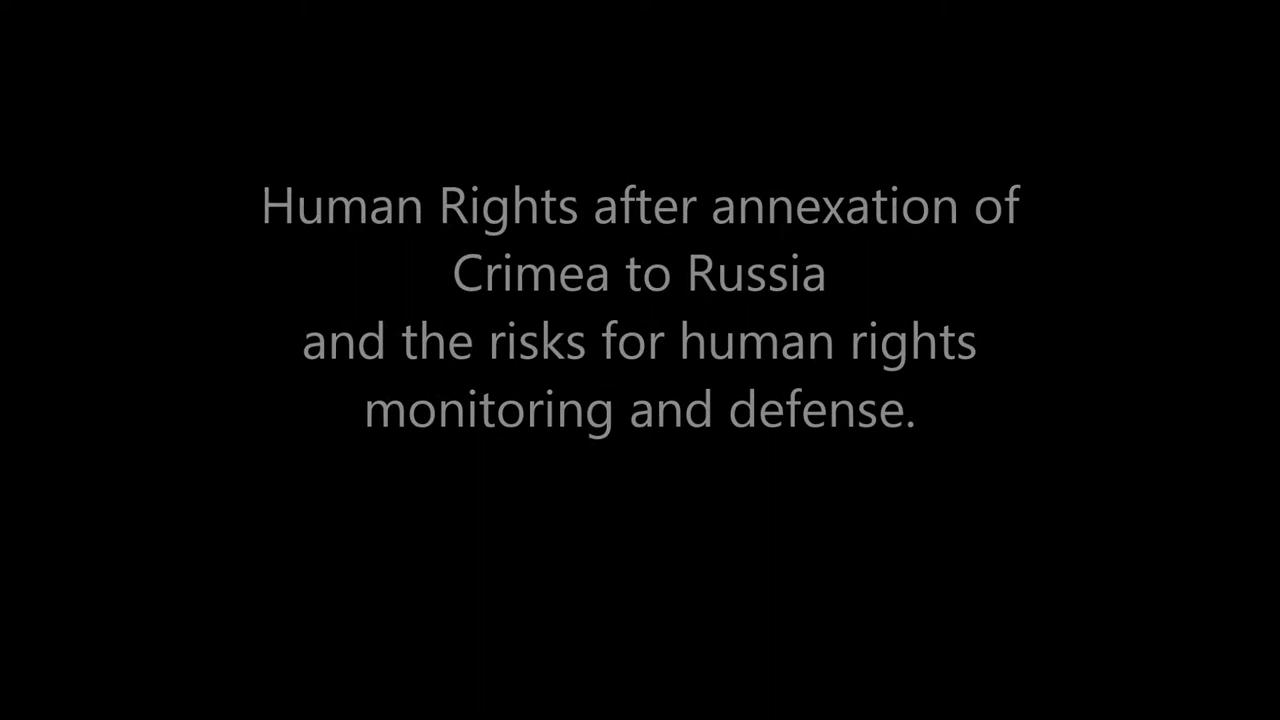 Human Rights after annexation of
Crimea to Russia
and the risks for human rights
monitoring and defense.